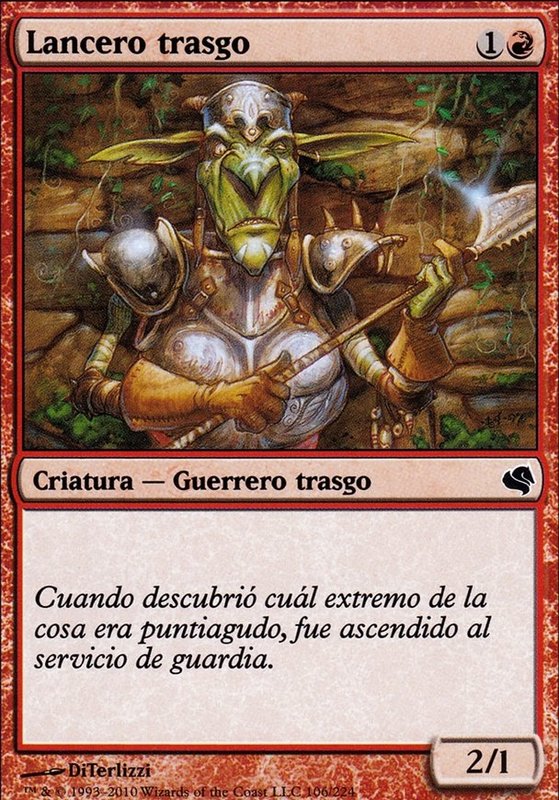 Lancero trasgo 1
Criatura — Guerrero trasgo
Cuando descubrió cuál extremo de la
cosa era puntiagudo, fue ascendido al
servicio de guardia.
2/1
DiTerlizzi
™ & © 1993–2010 Wizards of the Coast LLC 106/224